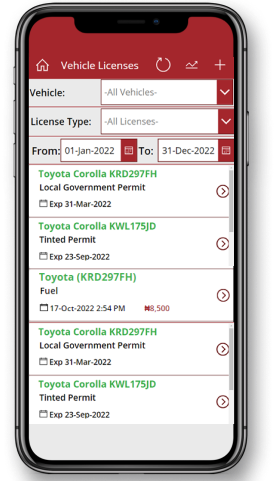 Vehicle Licenses
Vehicle: -All Vehicles-
License Type: -All Licenses-
From: 01-Jan-2022 To: 31-Dec-2022
Toyota Corolla KRD297FH
Local Government Permit
Exp 31-Mar-2022
Toyota Corolla KWL175JD
Tinted Permit
Exp 23-Sep-2022
Toyota (KRD297FH)
Fuel
17-Oct-2022 2:54 PM ₦8,500
Toyota Corolla KRD297FH
Local Government Permit
Exp 31-Mar-2022
Toyota Corolla KWL175JD
Tinted Permit
Exp 23-Sep-2022